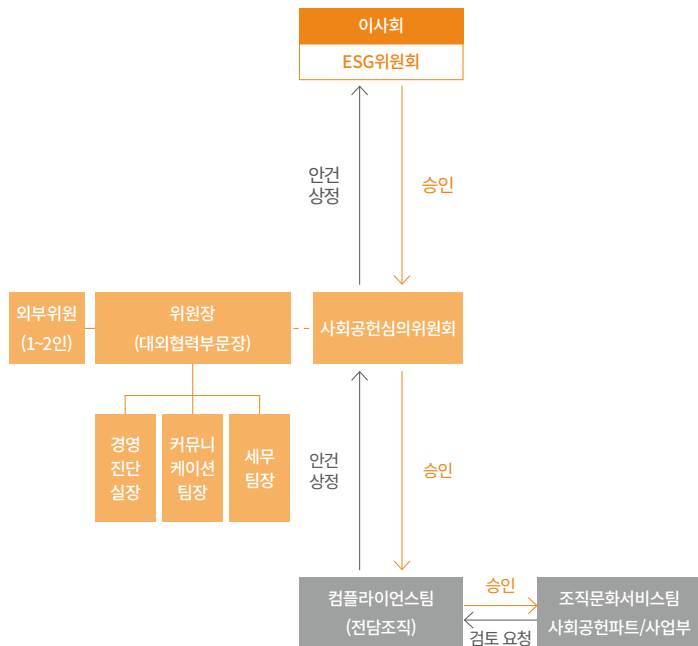 이사회
ESG위원회
안건
상정
승인
외부위원
(1~2인)
위원장
(대외협력부문장)
사회공헌심의위원회
경영
진단
실장
커뮤니
케이션
팀장
세무
팀장
안건
상정
승인
컴플라이언스팀
(전담조직)
승인
검토 요청
조직문화서비스팀
사회공헌파트/사업부